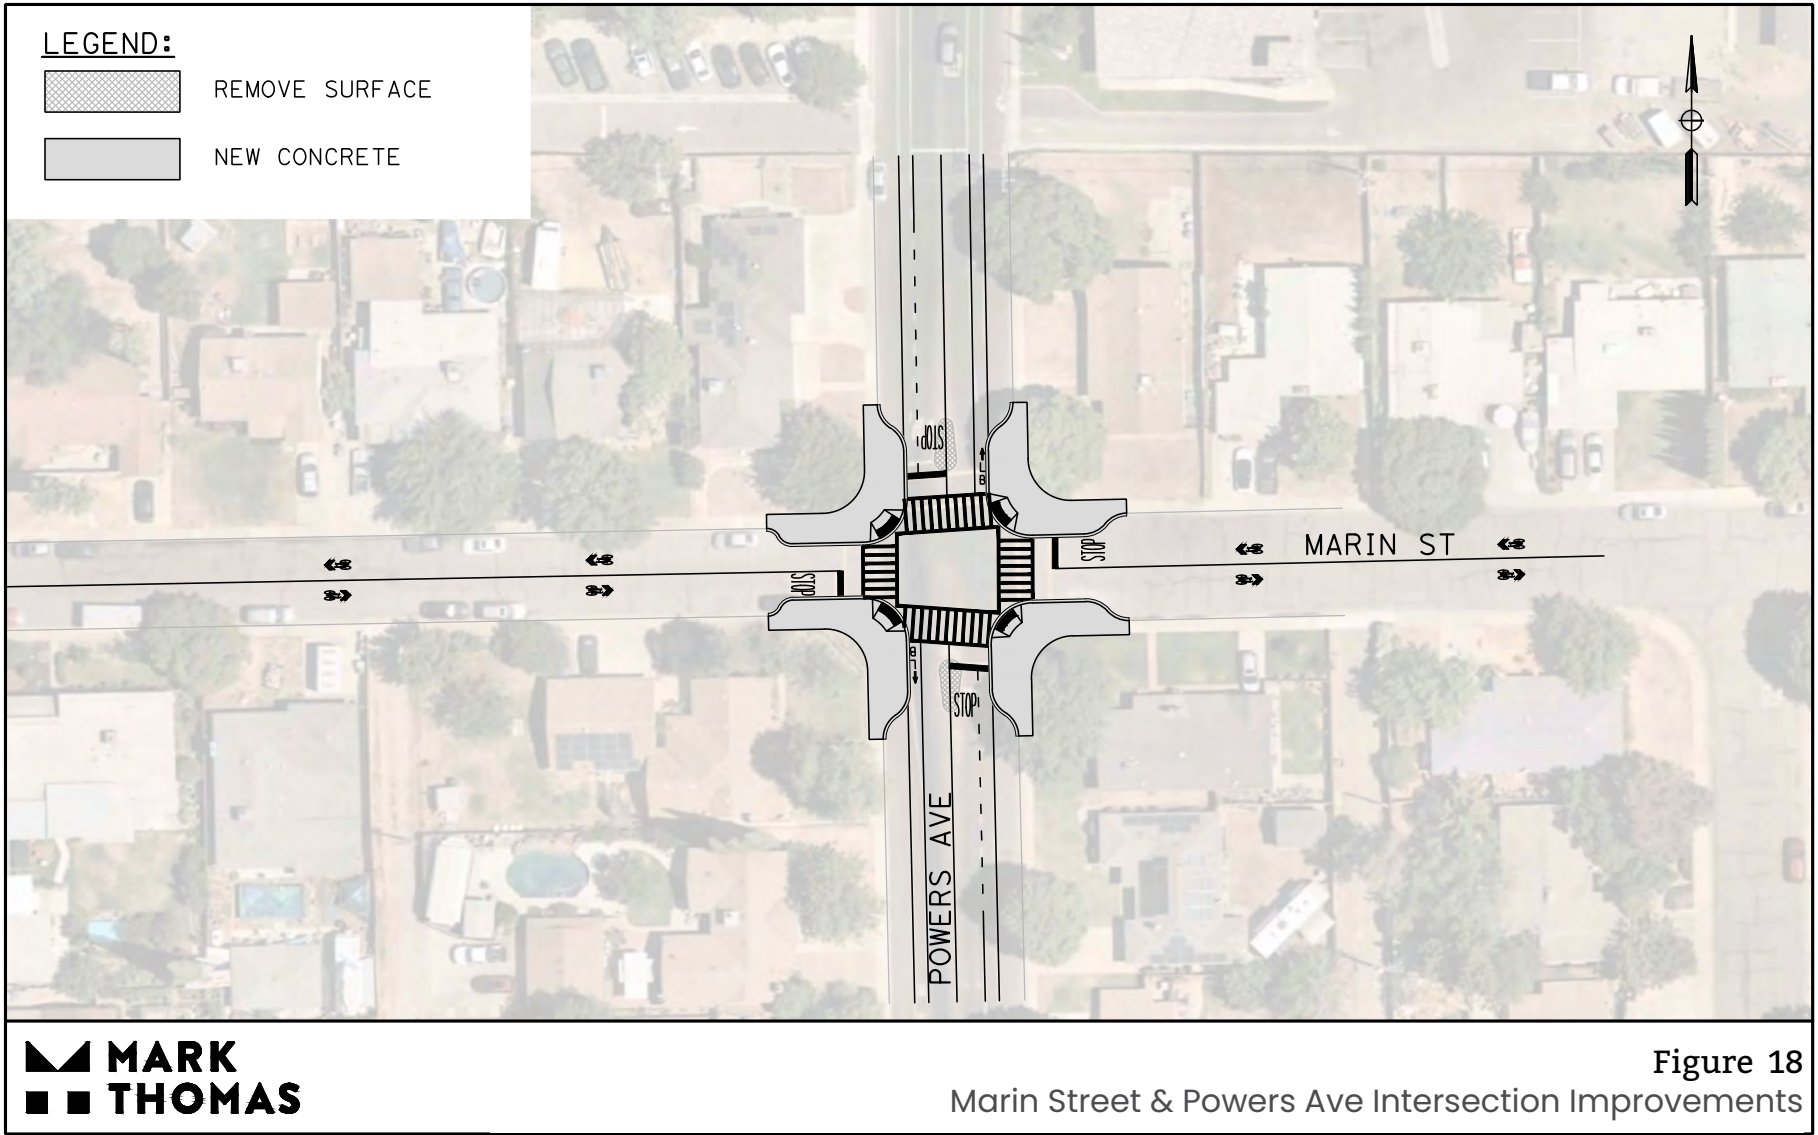 LEGEND:
REMOVE SURFACE
NEW CONCRETE
STOP
BL
MARIN ST
STOP
STOP
BL
STOP
POWERS AVE
MARK
THOMAS
Figure 18
Marin Street & Powers Ave Intersection Improvements